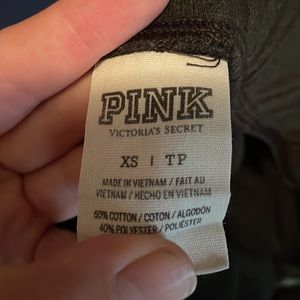 PINK
VICTORIA'S SECRET
XS | TP
MADE IN VIETNAM / FAIT AU
VIETNAM / HECHO EN VIETNAM
60% COTTON / COTON / ALGODÓN
40% POLYESTER / POLIÉSTER